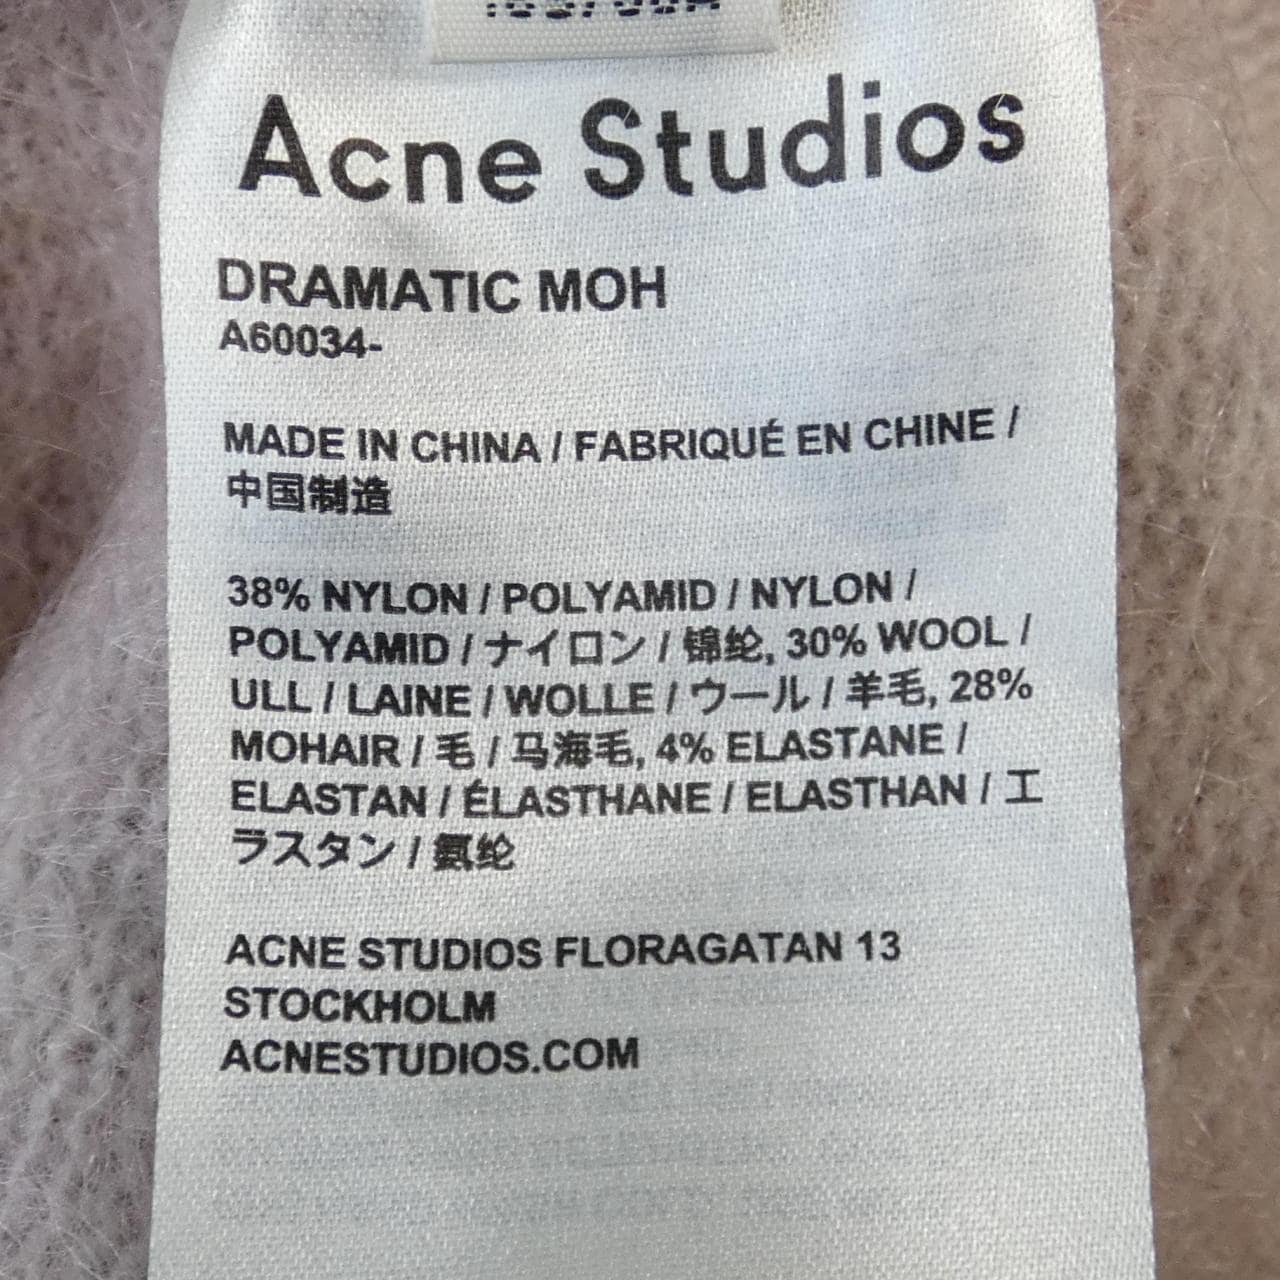 Acne Studios
DRAMATIC MOH
A60034-
MADE IN CHINA / FABRIQUÉ EN CHINE /
中国制造
38% NYLON / POLYAMID / NYLON /
POLYAMID / ナイロン / 锦纶, 30% WOOL /
ULL / LAINE / WOLLE / ウール / 羊毛, 28%
MOHAIR / 毛 / 马海毛, 4% ELASTANE /
ELASTAN / ÉLASTHANE / ELASTHAN / エ
ラスタン / 氨纶
ACNE STUDIOS FLORAGATAN 13
STOCKHOLM
ACNESTUDIOS.COM